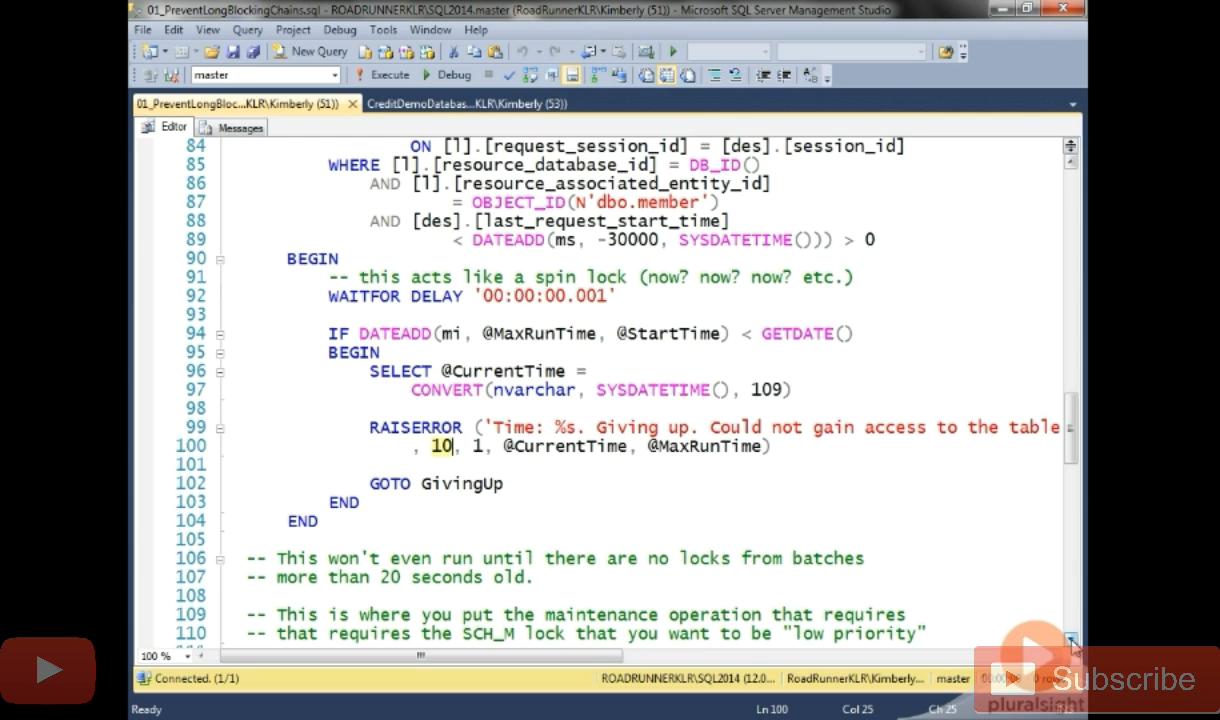 01_PreventLongBlockingChains.sql - ROADRUNNERKLR\SQL2014.master (RoadRunnerKLR\Kimberly (51)) - Microsoft SQL Server Management Studio
File Edit View Query Project Debug Tools Window Help
New Query
master Execute Debug
01_PreventLongBloc...KLR\Kimberly (51)) CreditDemoDatabas...KLR\Kimberly (53))
Editor Messages
84 ON [l].[request_session_id] = [des].[session_id]
85 WHERE [l].[resource_database_id] = DB_ID()
86 AND [l].[resource_associated_entity_id]
87 = OBJECT_ID(N'dbo.member')
88 AND [des].[last_request_start_time]
89 < DATEADD(ms, -30000, SYSDATETIME())) > 0
90 BEGIN
91 -- this acts like a spin lock (now? now? now? etc.)
92 WAITFOR DELAY '00:00:00.001'
93
94 IF DATEADD(mi, @MaxRunTime, @StartTime) < GETDATE()
95 BEGIN
96 SELECT @CurrentTime =
97 CONVERT(nvarchar, SYSDATETIME(), 109)
98
99 RAISERROR ('Time: %s. Giving up. Could not gain access to the table
100 , 10, 1, @CurrentTime, @MaxRunTime)
101
102 GOTO GivingUp
103 END
104 END
105
106 -- This won't even run until there are no locks from batches
107 -- more than 20 seconds old.
108
109 -- This is where you put the maintenance operation that requires
110 -- that requires the SCH_M lock that you want to be "low priority"
100 %
Connected. (1/1) ROADRUNNERKLR\SQL2014 (12.0... RoadRunnerKLR\Kimberly... master
Subscribe
pluralsight
Ready Ln 100 Col 25 Ch 25